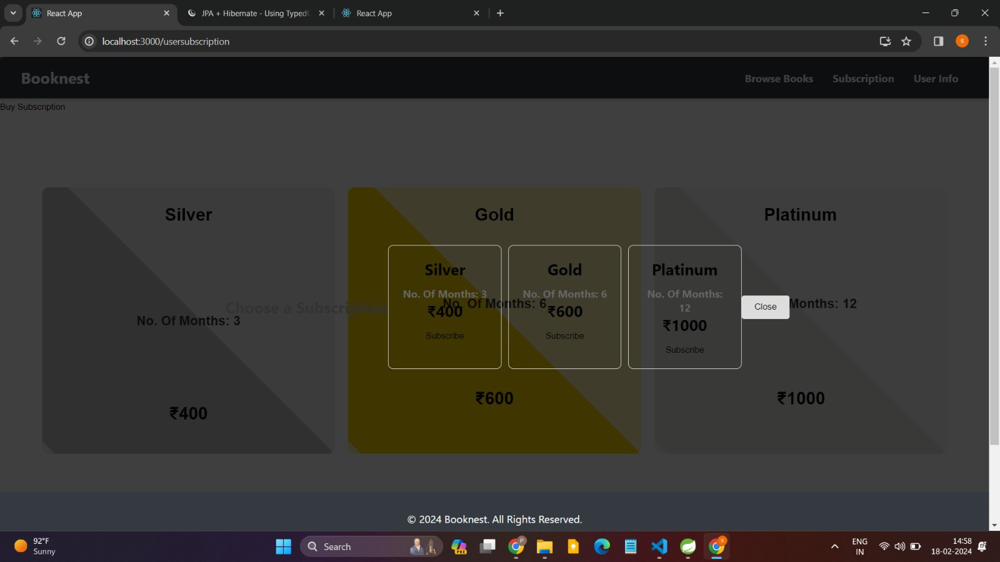 React App
JPA + Hibernate - Using Typed
React App
localhost:3000/usersubscription
S
Booknest
Browse Books
Subscription
User Info
Buy Subscription
Silver
No. Of Months: 3
₹400
Gold
No. Of Months: 6
₹600
Platinum
Months: 12
₹1000
Choose a Subscription
Silver
No. Of Months: 3
₹400
Subscribe
Gold
No. Of Months: 6
₹600
Subscribe
Platinum
No. Of Months:
12
₹1000
Subscribe
Close
© 2024 Booknest. All Rights Reserved.
92°F
Sunny
Search
PRE
P
S
ENG
IN
14:58
18-02-2024